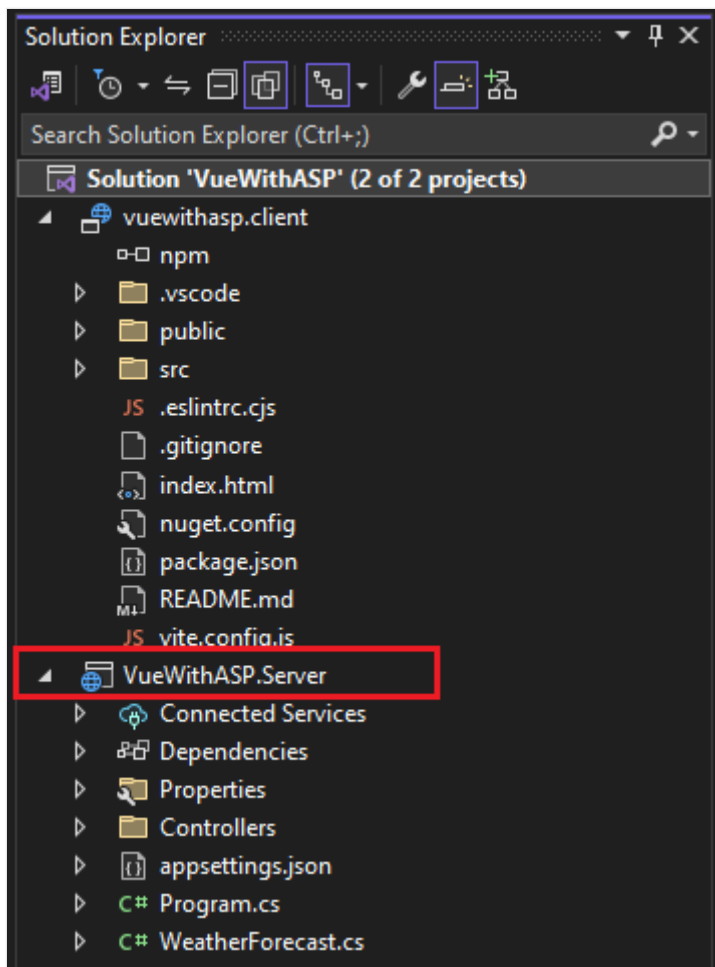 Solution Explorer
Search Solution Explorer (Ctrl+;)
Solution 'VueWithASP' (2 of 2 projects)
vuewithasp.client
npm
.vscode
public
src
JS .eslintrc.cjs
.gitignore
index.html
nuget.config
package.json
M↓ README.md
JS vite.config.js
VueWithASP.Server
Connected Services
Dependencies
Properties
Controllers
appsettings.json
C# Program.cs
C# WeatherForecast.cs